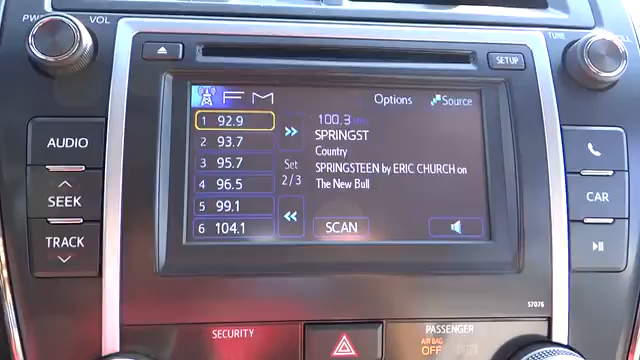 PWR VOL
TUNE SCROLL
SETUP
FM
Options Source
1 92.9
2 93.7
3 95.7
4 96.5
5 99.1
6 104.1
Set
2/3
100.3
SPRINGST
Country
SPRINGSTEEN by ERIC CHURCH on
The New Bull
SCAN
AUDIO
SEEK
TRACK
CAR
57076
SECURITY
PASSENGER
AIR BAG
OFF